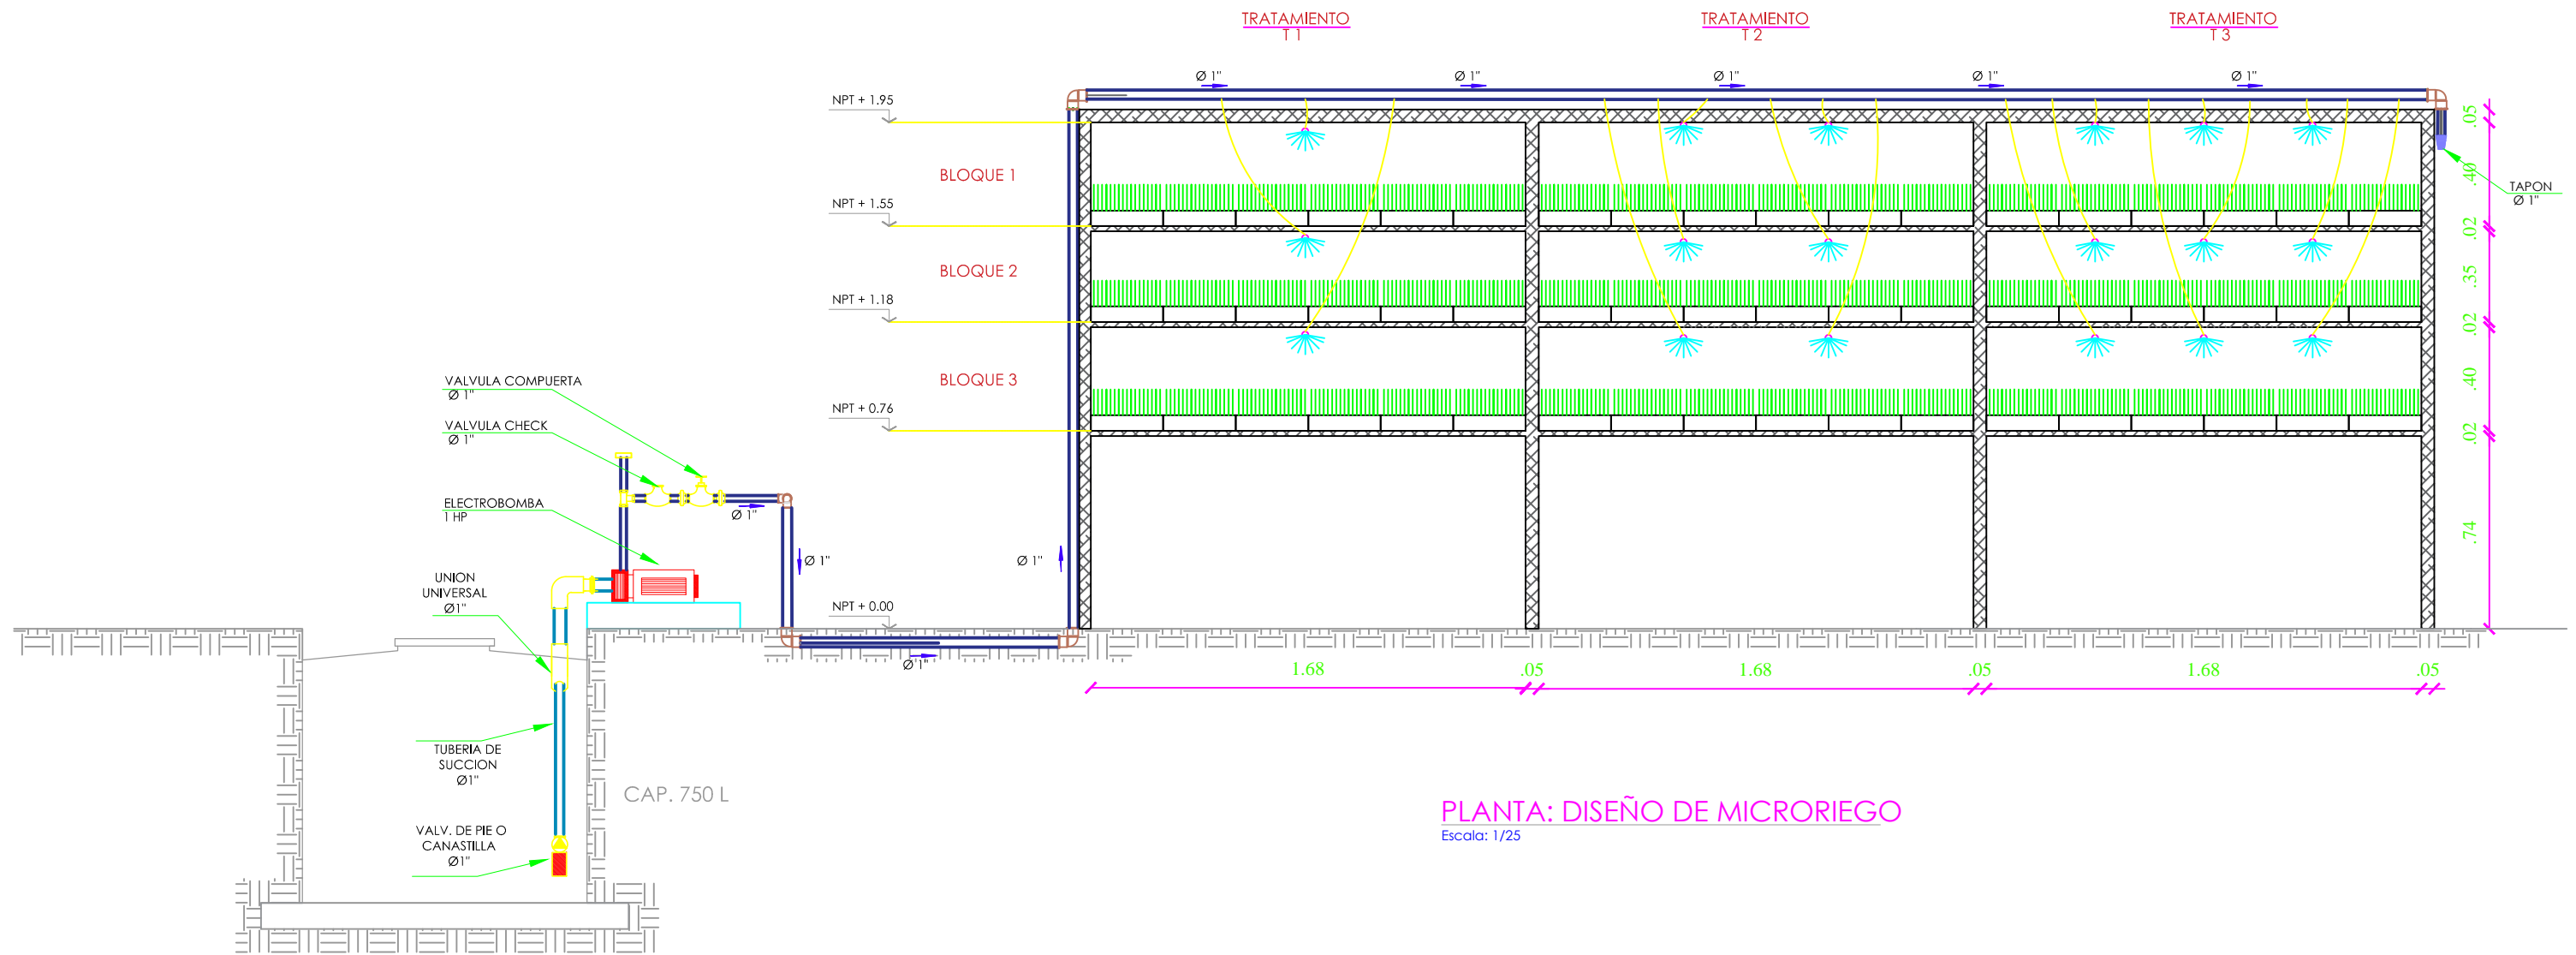 TRATAMIENTO
T 1
TRATAMIENTO
T 2
TRATAMIENTO
T 3
Ø 1"
Ø 1"
Ø 1"
Ø 1"
Ø 1"
NPT + 1.95
BLOQUE 1
NPT + 1.55
BLOQUE 2
NPT + 1.18
BLOQUE 3
NPT + 0.76
NPT + 0.00
.05
.40
.02
.35
.02
.40
.02
.74
TAPON
Ø 1"
VALVULA COMPUERTA
Ø 1"
VALVULA CHECK
Ø 1"
ELECTROBOMBA
1 HP
Ø 1"
Ø 1"
Ø 1"
Ø 1"
UNION
UNIVERSAL
Ø1"
TUBERIA DE
SUCCION
Ø1"
VALV. DE PIE O
CANASTILLA
Ø1"
CAP. 750 L
1.68
.05
1.68
.05
1.68
.05
PLANTA: DISEÑO DE MICRORIEGO
Escala: 1/25